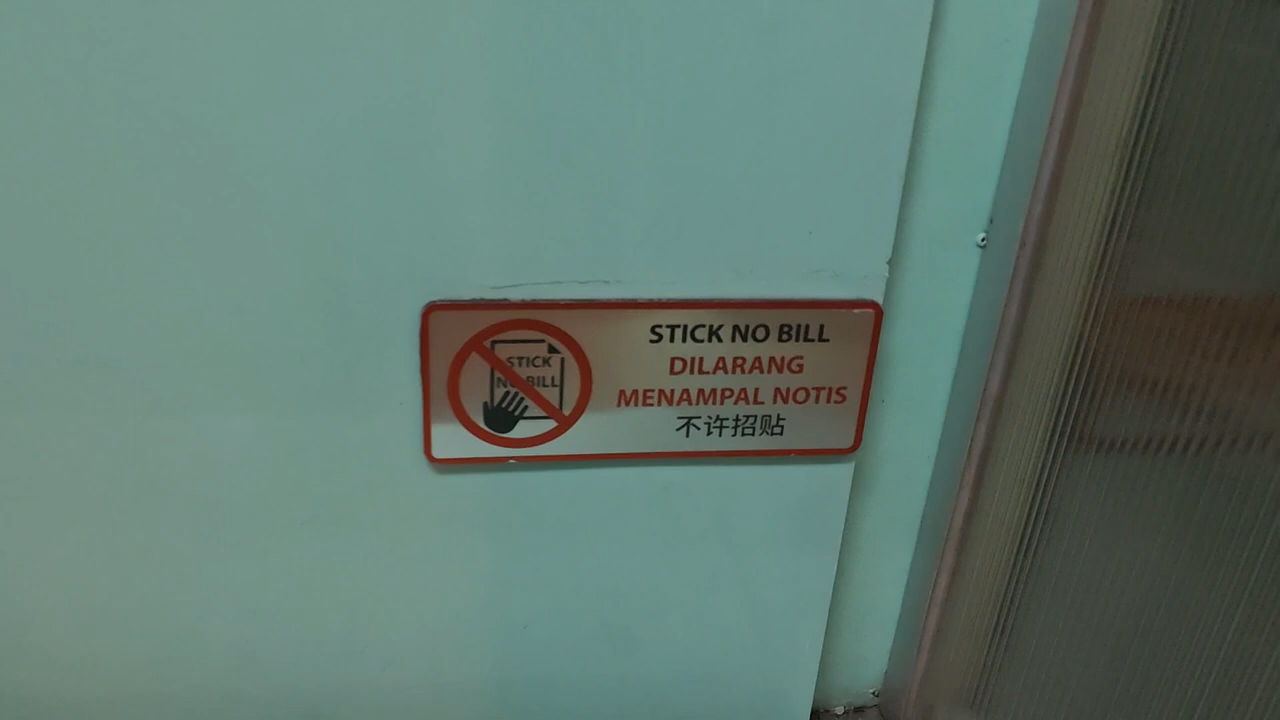 STICK
NO BILL
STICK NO BILL
DILARANG
MENAMPAL NOTIS
不许招贴